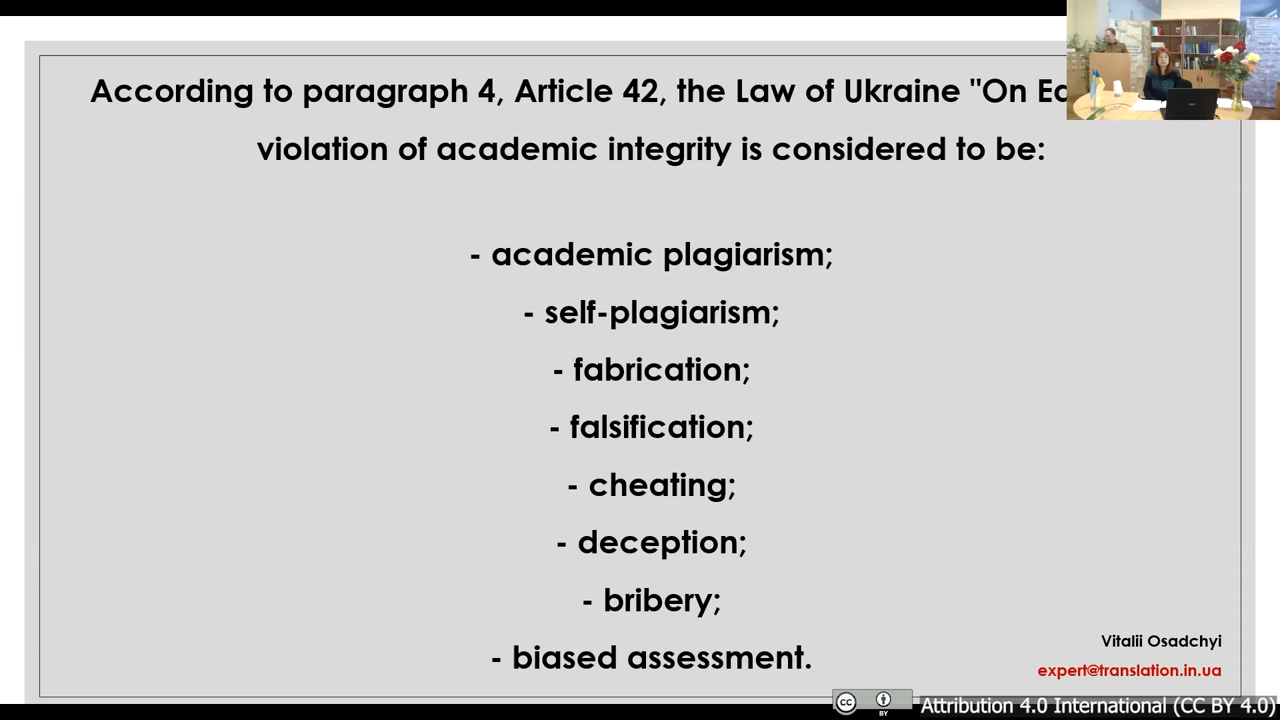 According to paragraph 4, Article 42, the Law of Ukraine "On
violation of academic integrity is considered to be:
- academic plagiarism;
- self-plagiarism;
- fabrication;
- falsification;
- cheating;
- deception;
- bribery;
- biased assessment.
Vitalii Osadchyi
expert@translation.in.ua
cc
BY
Attribution 4.0 International (CC BY 4.0)